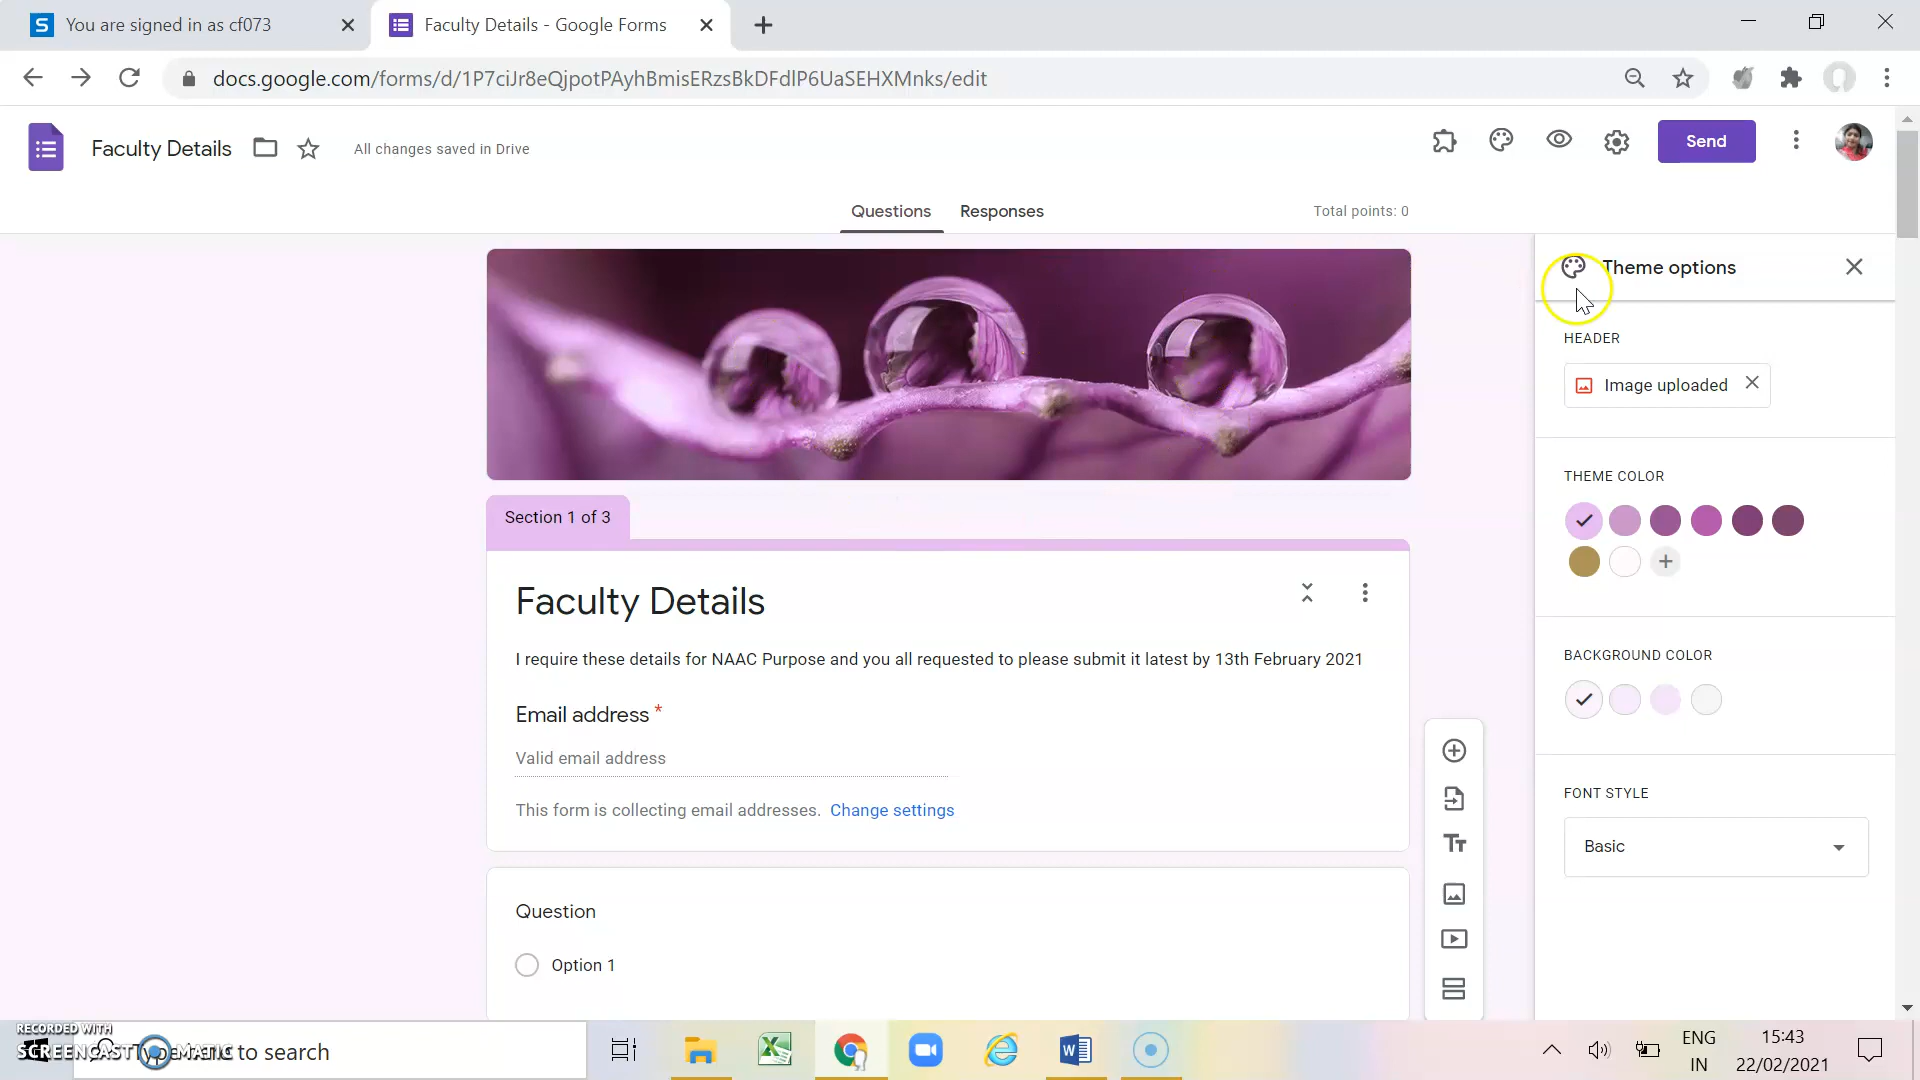 S You are signed in as cf073
Faculty Details - Google Forms
docs.google.com/forms/d/1P7ciJr8eQjpotPAyhBmisERzsBkDFdlP6UaSEHXMnks/edit
Faculty Details
All changes saved in Drive
Send
Questions
Responses
Total points: 0
Theme options
HEADER
Image uploaded
THEME COLOR
BACKGROUND COLOR
FONT STYLE
Basic
Section 1 of 3
Faculty Details
I require these details for NAAC Purpose and you all requested to please submit it latest by 13th February 2021
Email address *
Valid email address
This form is collecting email addresses. Change settings
Tt
Question
Option 1
RECORDED WITH
SCREENCAST MATIC
to search
ENG
IN
15:43
22/02/2021